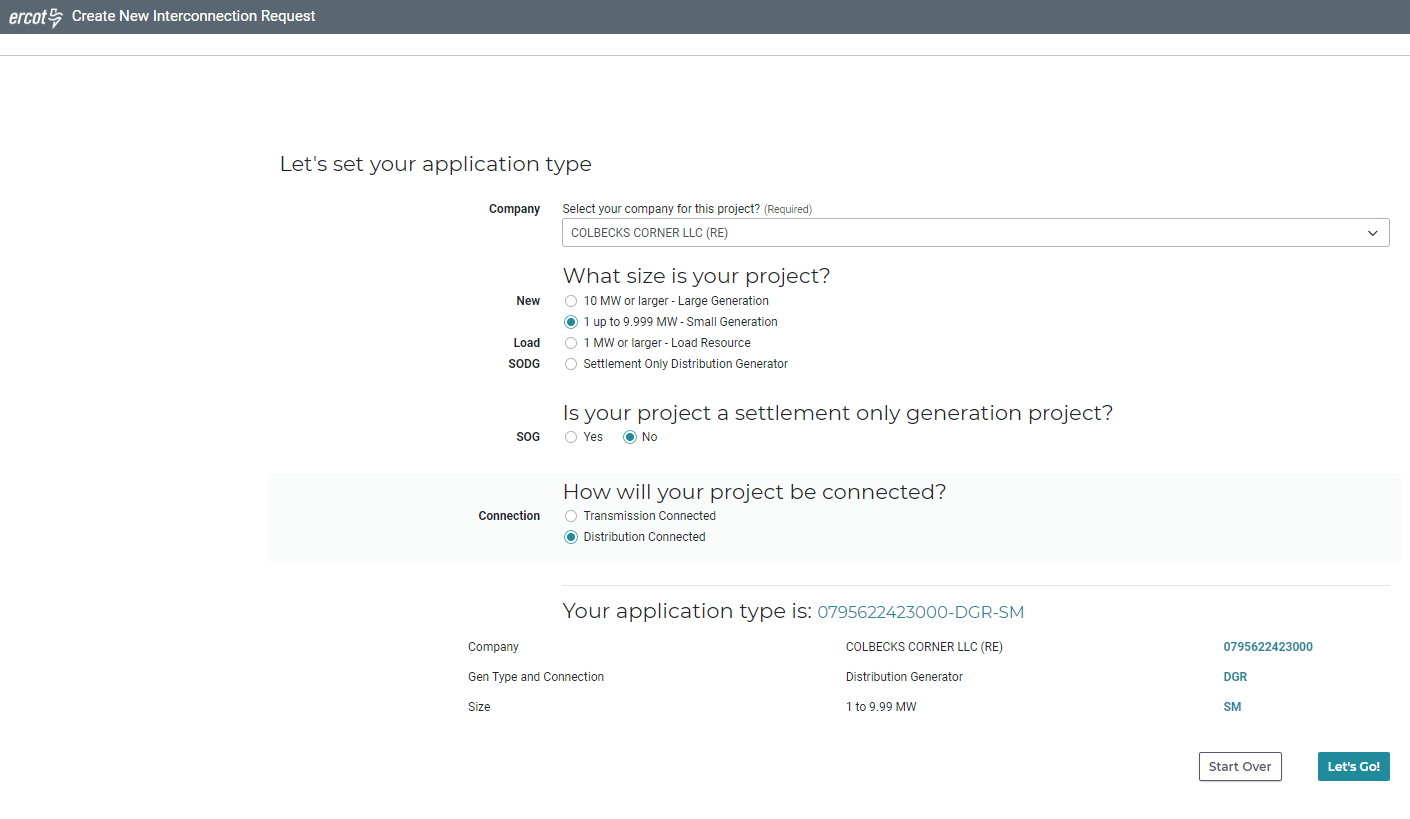 ercot Create New Interconnection Request
Let's set your application type
Company Select your company for this project? (Required)
COLBECKS CORNER LLC (RE)
What size is your project?
New 10 MW or larger - Large Generation
1 up to 9.999 MW - Small Generation
Load 1 MW or larger - Load Resource
SODG Settlement Only Distribution Generator
Is your project a settlement only generation project?
SOG Yes No
How will your project be connected?
Connection Transmission Connected
Distribution Connected
Your application type is: 0795622423000-DGR-SM
Company COLBECKS CORNER LLC (RE) 0795622423000
Gen Type and Connection Distribution Generator DGR
Size 1 to 9.99 MW SM
Start Over Let's Go!